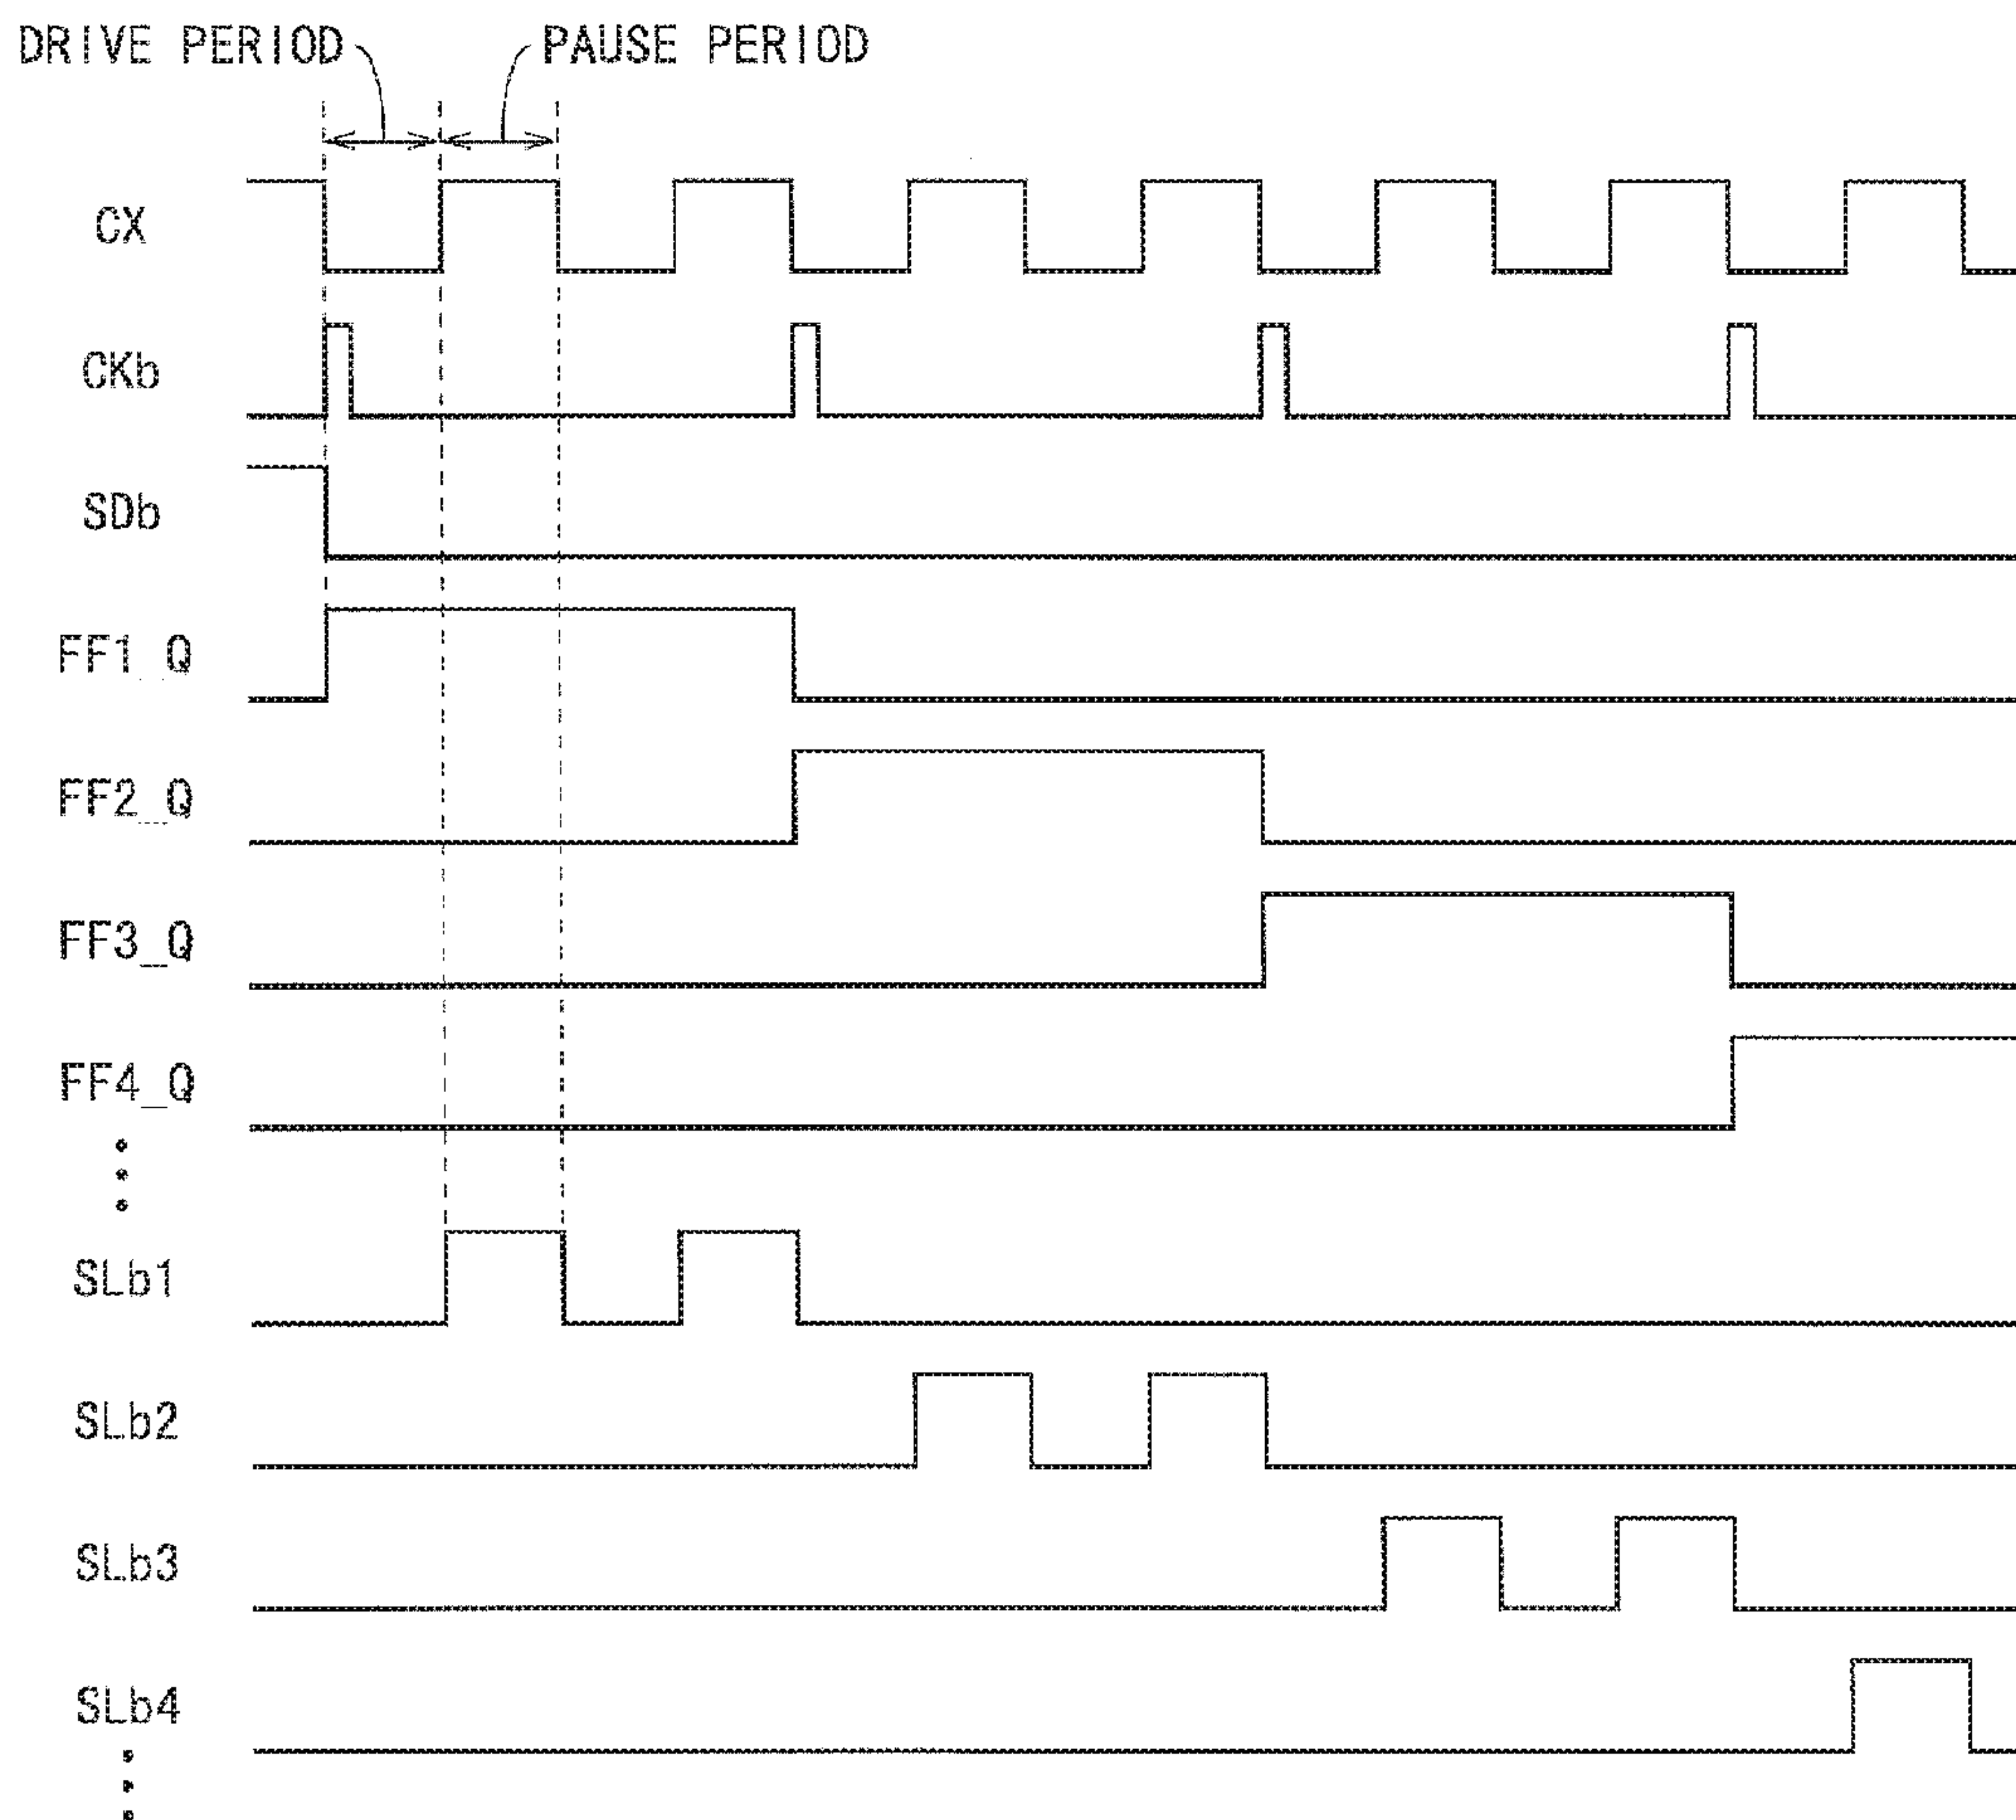 DRIVE PERIOD PAUSE PERIOD
CX
CKb
SDb
FF1_Q
FF2_Q
FF3_Q
FF4_Q
SLb1
SLb2
SLb3
SLb4